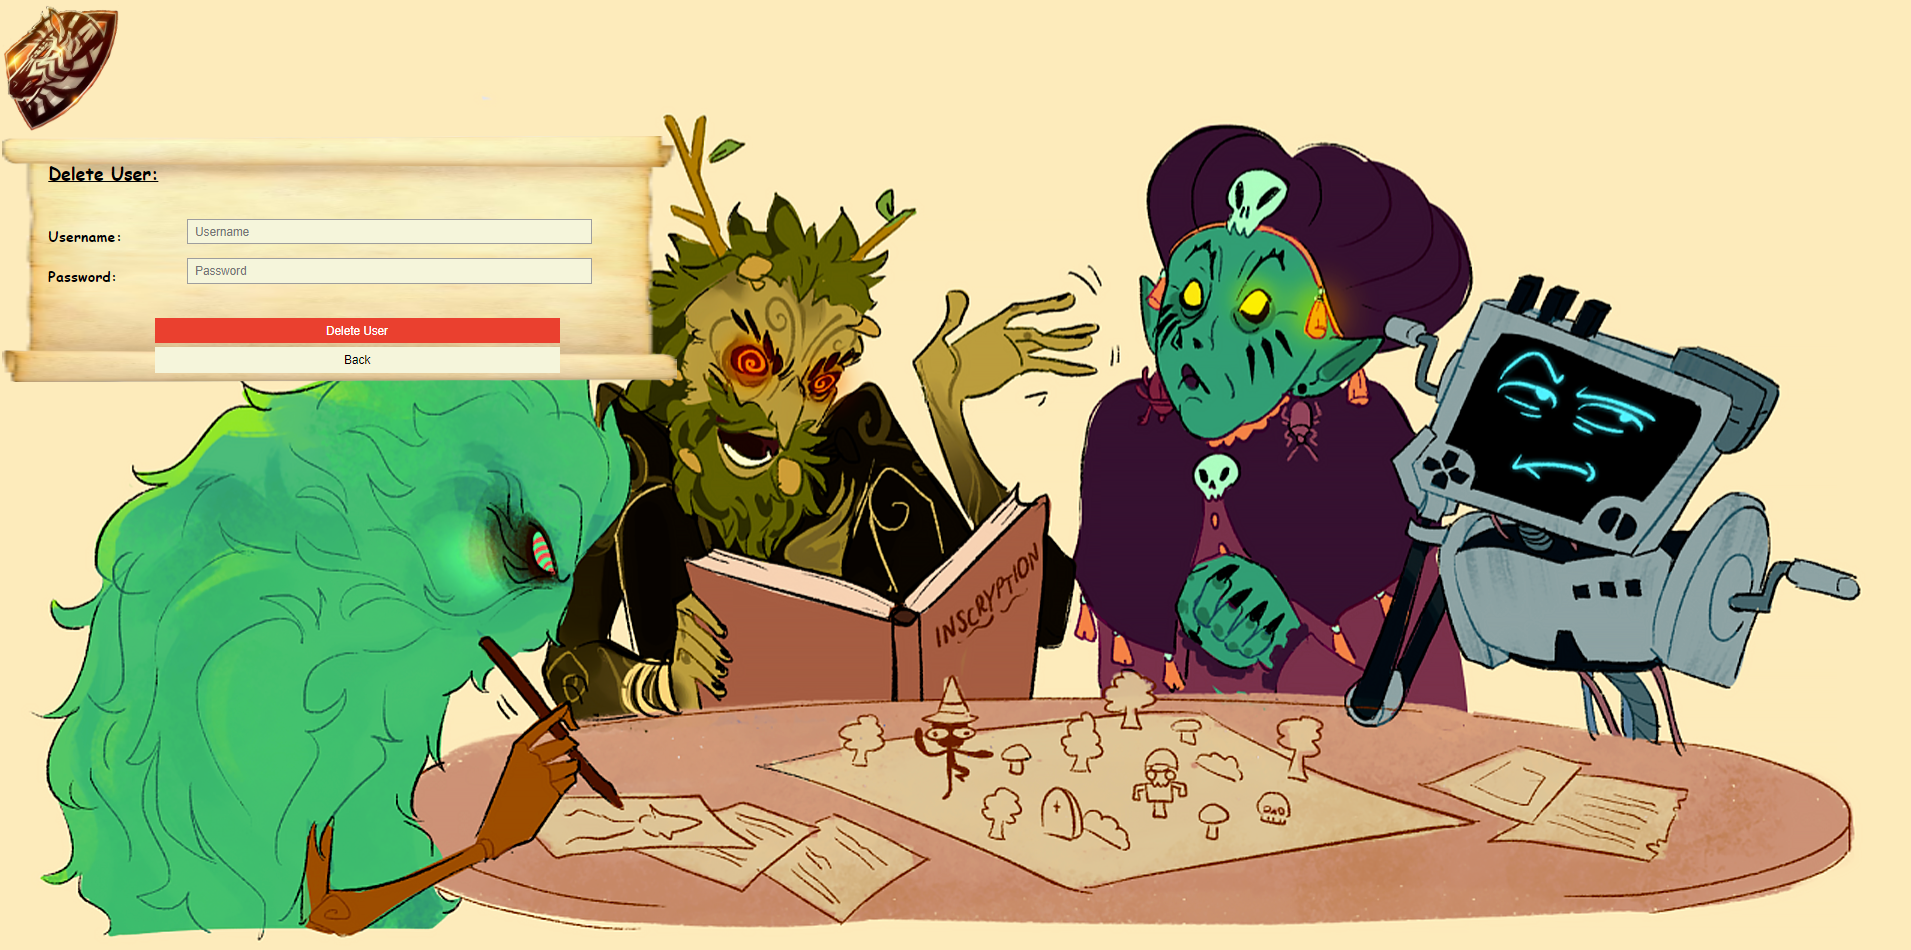 Delete User:
Username:
Username
Password:
Password
Delete User
Back
INSCRYPTION